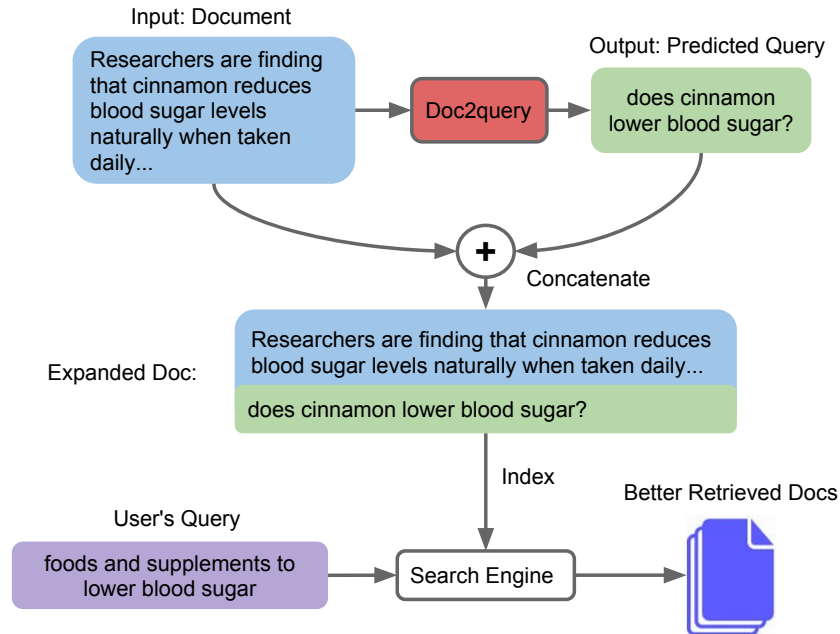 Input: Document
Researchers are finding
that cinnamon reduces
blood sugar levels
naturally when taken
daily...
Doc2query
Output: Predicted Query
does cinnamon
lower blood sugar?
+
Concatenate
Expanded Doc:
Researchers are finding that cinnamon reduces
blood sugar levels naturally when taken daily...
does cinnamon lower blood sugar?
Index
User's Query
foods and supplements to
lower blood sugar
Search Engine
Better Retrieved Docs